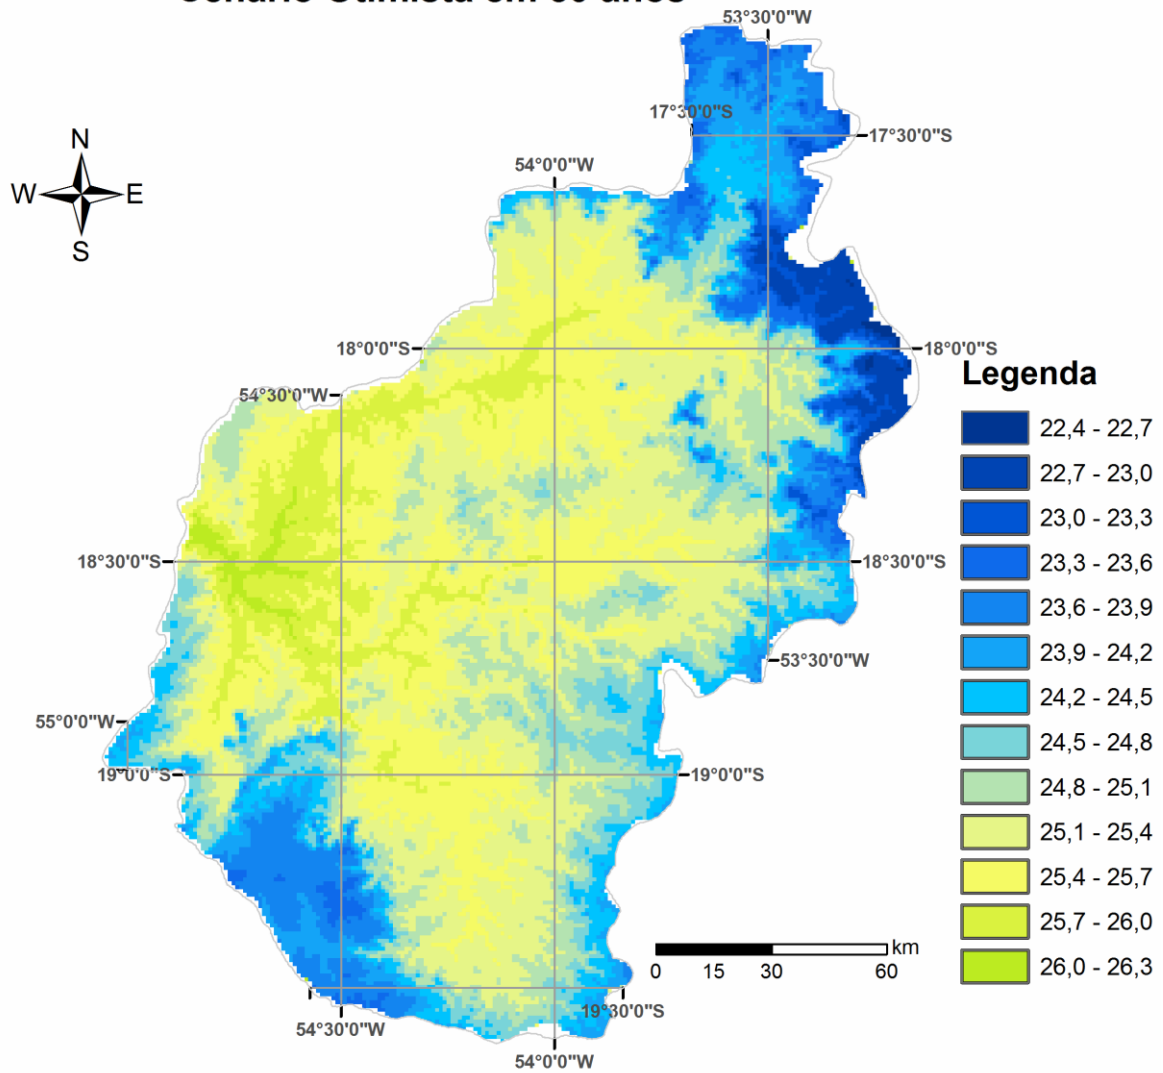 53°30'0"W
17°30'0"S
17°30'0"S
N
W
E
S
54°0'0"W
18°0'0"S
18°0'0"S
54°30'0"W
Legenda
22,4 - 22,7
22,7 - 23,0
23,0 - 23,3
23,3 - 23,6
23,6 - 23,9
23,9 - 24,2
24,2 - 24,5
24,5 - 24,8
24,8 - 25,1
25,1 - 25,4
25,4 - 25,7
25,7 - 26,0
26,0 - 26,3
18°30'0"S
18°30'0"S
53°30'0"W
55°0'0"W
19°0'0"S
19°0'0"S
km
0 15 30 60
19°30'0"S
54°30'0"W
54°0'0"W